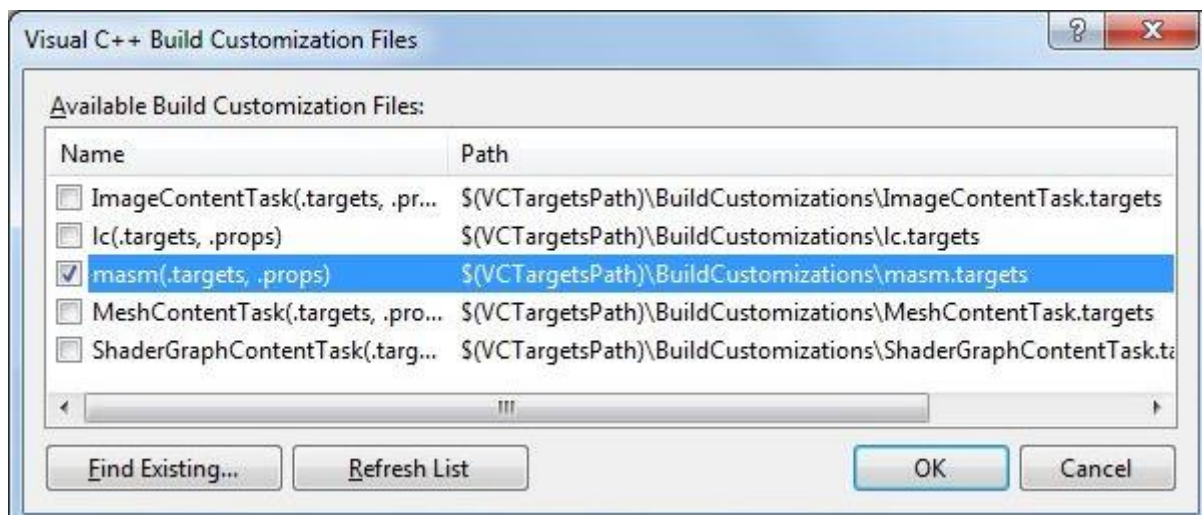 Visual C++ Build Customization Files
Available Build Customization Files:
Name Path
ImageContentTask(.targets, .pr... $(VCTargetsPath)\BuildCustomizations\ImageContentTask.targets
lc(.targets, .props) $(VCTargetsPath)\BuildCustomizations\lc.targets
masm(.targets, .props) $(VCTargetsPath)\BuildCustomizations\masm.targets
MeshContentTask(.targets, .pro... $(VCTargetsPath)\BuildCustomizations\MeshContentTask.targets
ShaderGraphContentTask(.targ... $(VCTargetsPath)\BuildCustomizations\ShaderGraphContentTask.ta
Find Existing... Refresh List OK Cancel